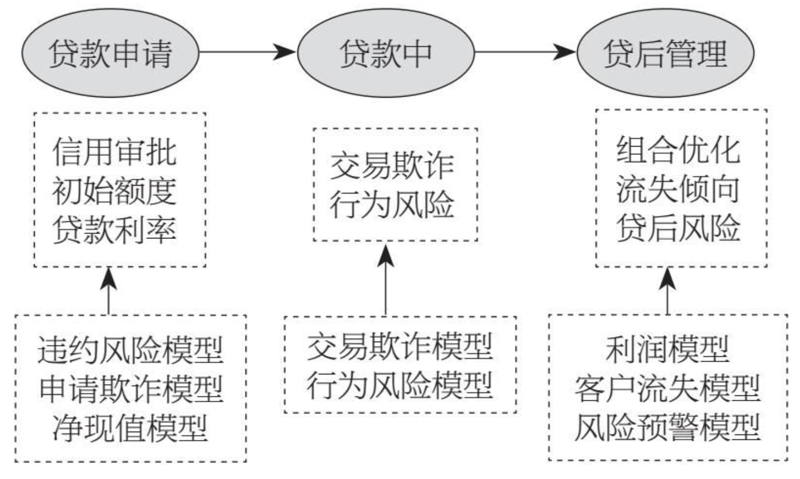 贷款申请
贷款中
贷后管理
信用审批
初始额度
贷款利率
交易欺诈
行为风险
组合优化
流失倾向
贷后风险
违约风险模型
申请欺诈模型
净现值模型
交易欺诈模型
行为风险模型
利润模型
客户流失模型
风险预警模型